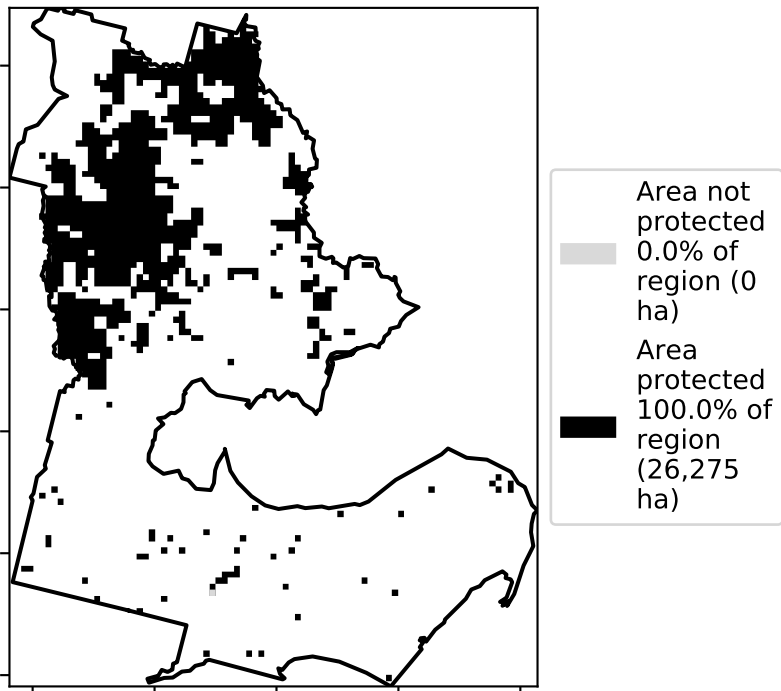 Area not
protected
0.0% of
region (0
ha)
Area
protected
100.0% of
region
(26,275
ha)